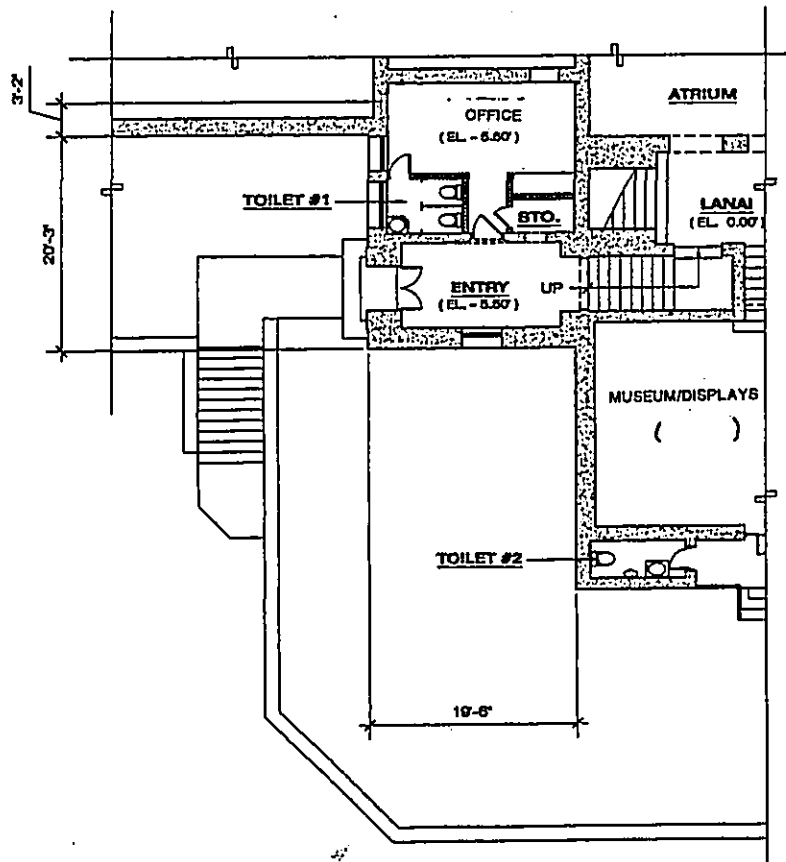 3'-2"
ATRIUM
OFFICE
(EL. - 5.50')
TOILET #1
STO.
LANAI
(EL. 0.00')
20'-3"
ENTRY
(EL. - 5.50')
UP
MUSEUM/DISPLAYS
( )
TOILET #2
19'-6"